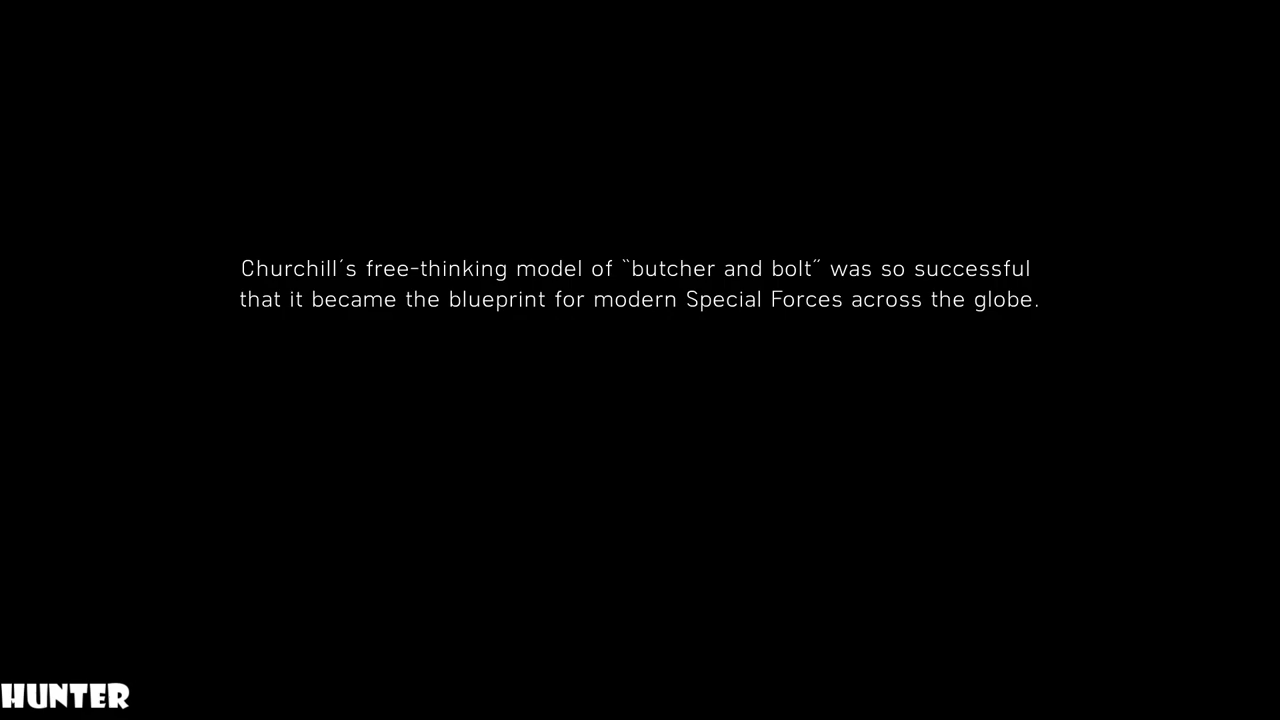 Churchill´s free-thinking model of ``butcher and bolt˝ was so successful
that it became the blueprint for modern Special Forces across the globe.
HUNTER